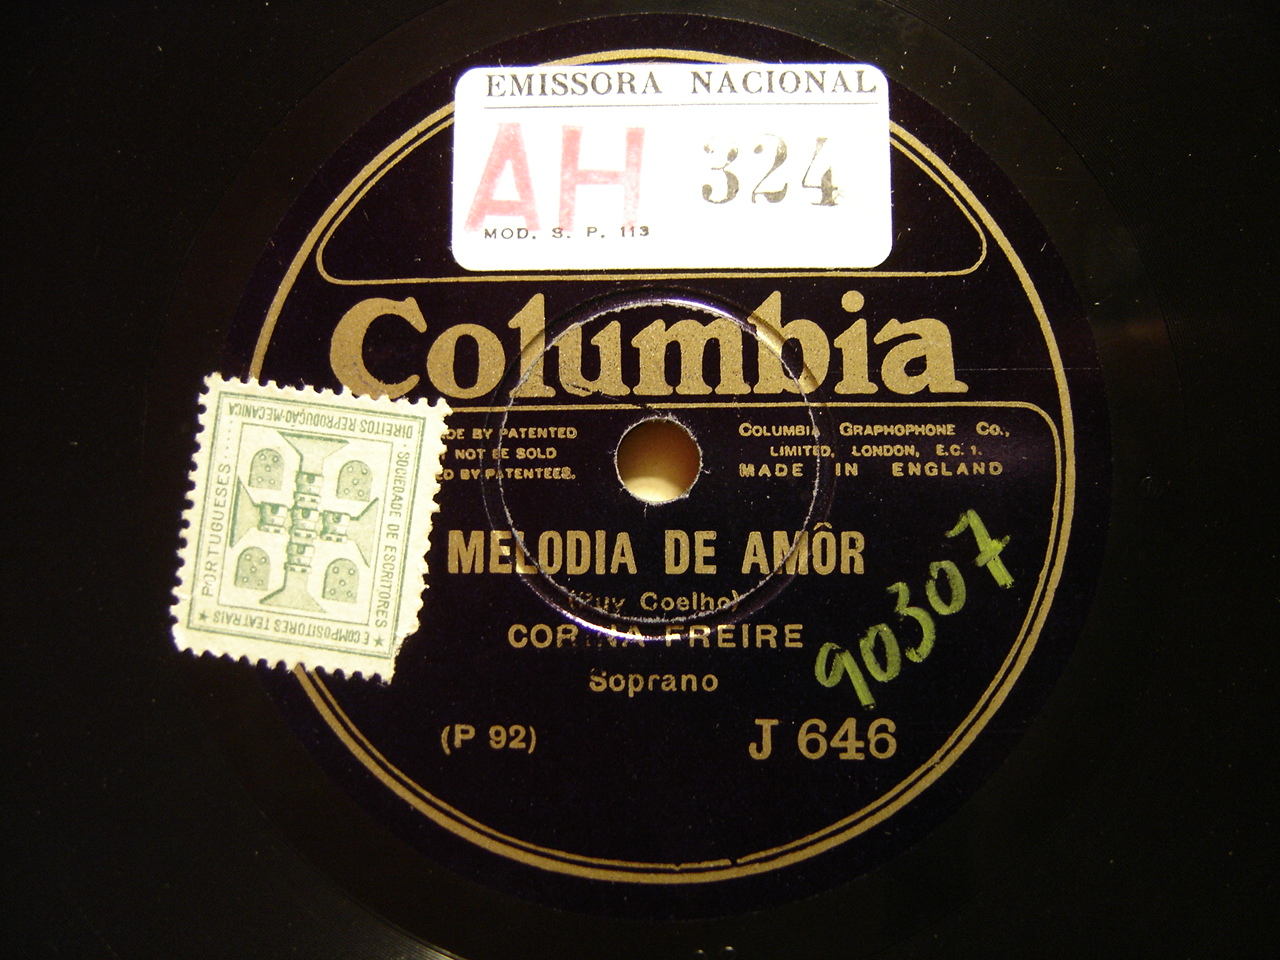 EMISSORA NACIONAL
AH 324
MOD. S. P. 113
Columbia
BY PATENTED
NOT BE SOLD
BY PATENTEES.
COLUMBIA GRAPHOPHONE CO.,
LIMITED, LONDON, E.C. 1.
MADE IN ENGLAND
MELODIA DE AMÔR
(Ruy Coelho)
CORINA FREIRE
Soprano
(P 92)
J 646
90307
SOCIEDADE DE ESCRITORES
E COMPOSITORES TEATRAIS
PORTUGUESES
DIREITOS REPRODUÇÃO-MECANICA